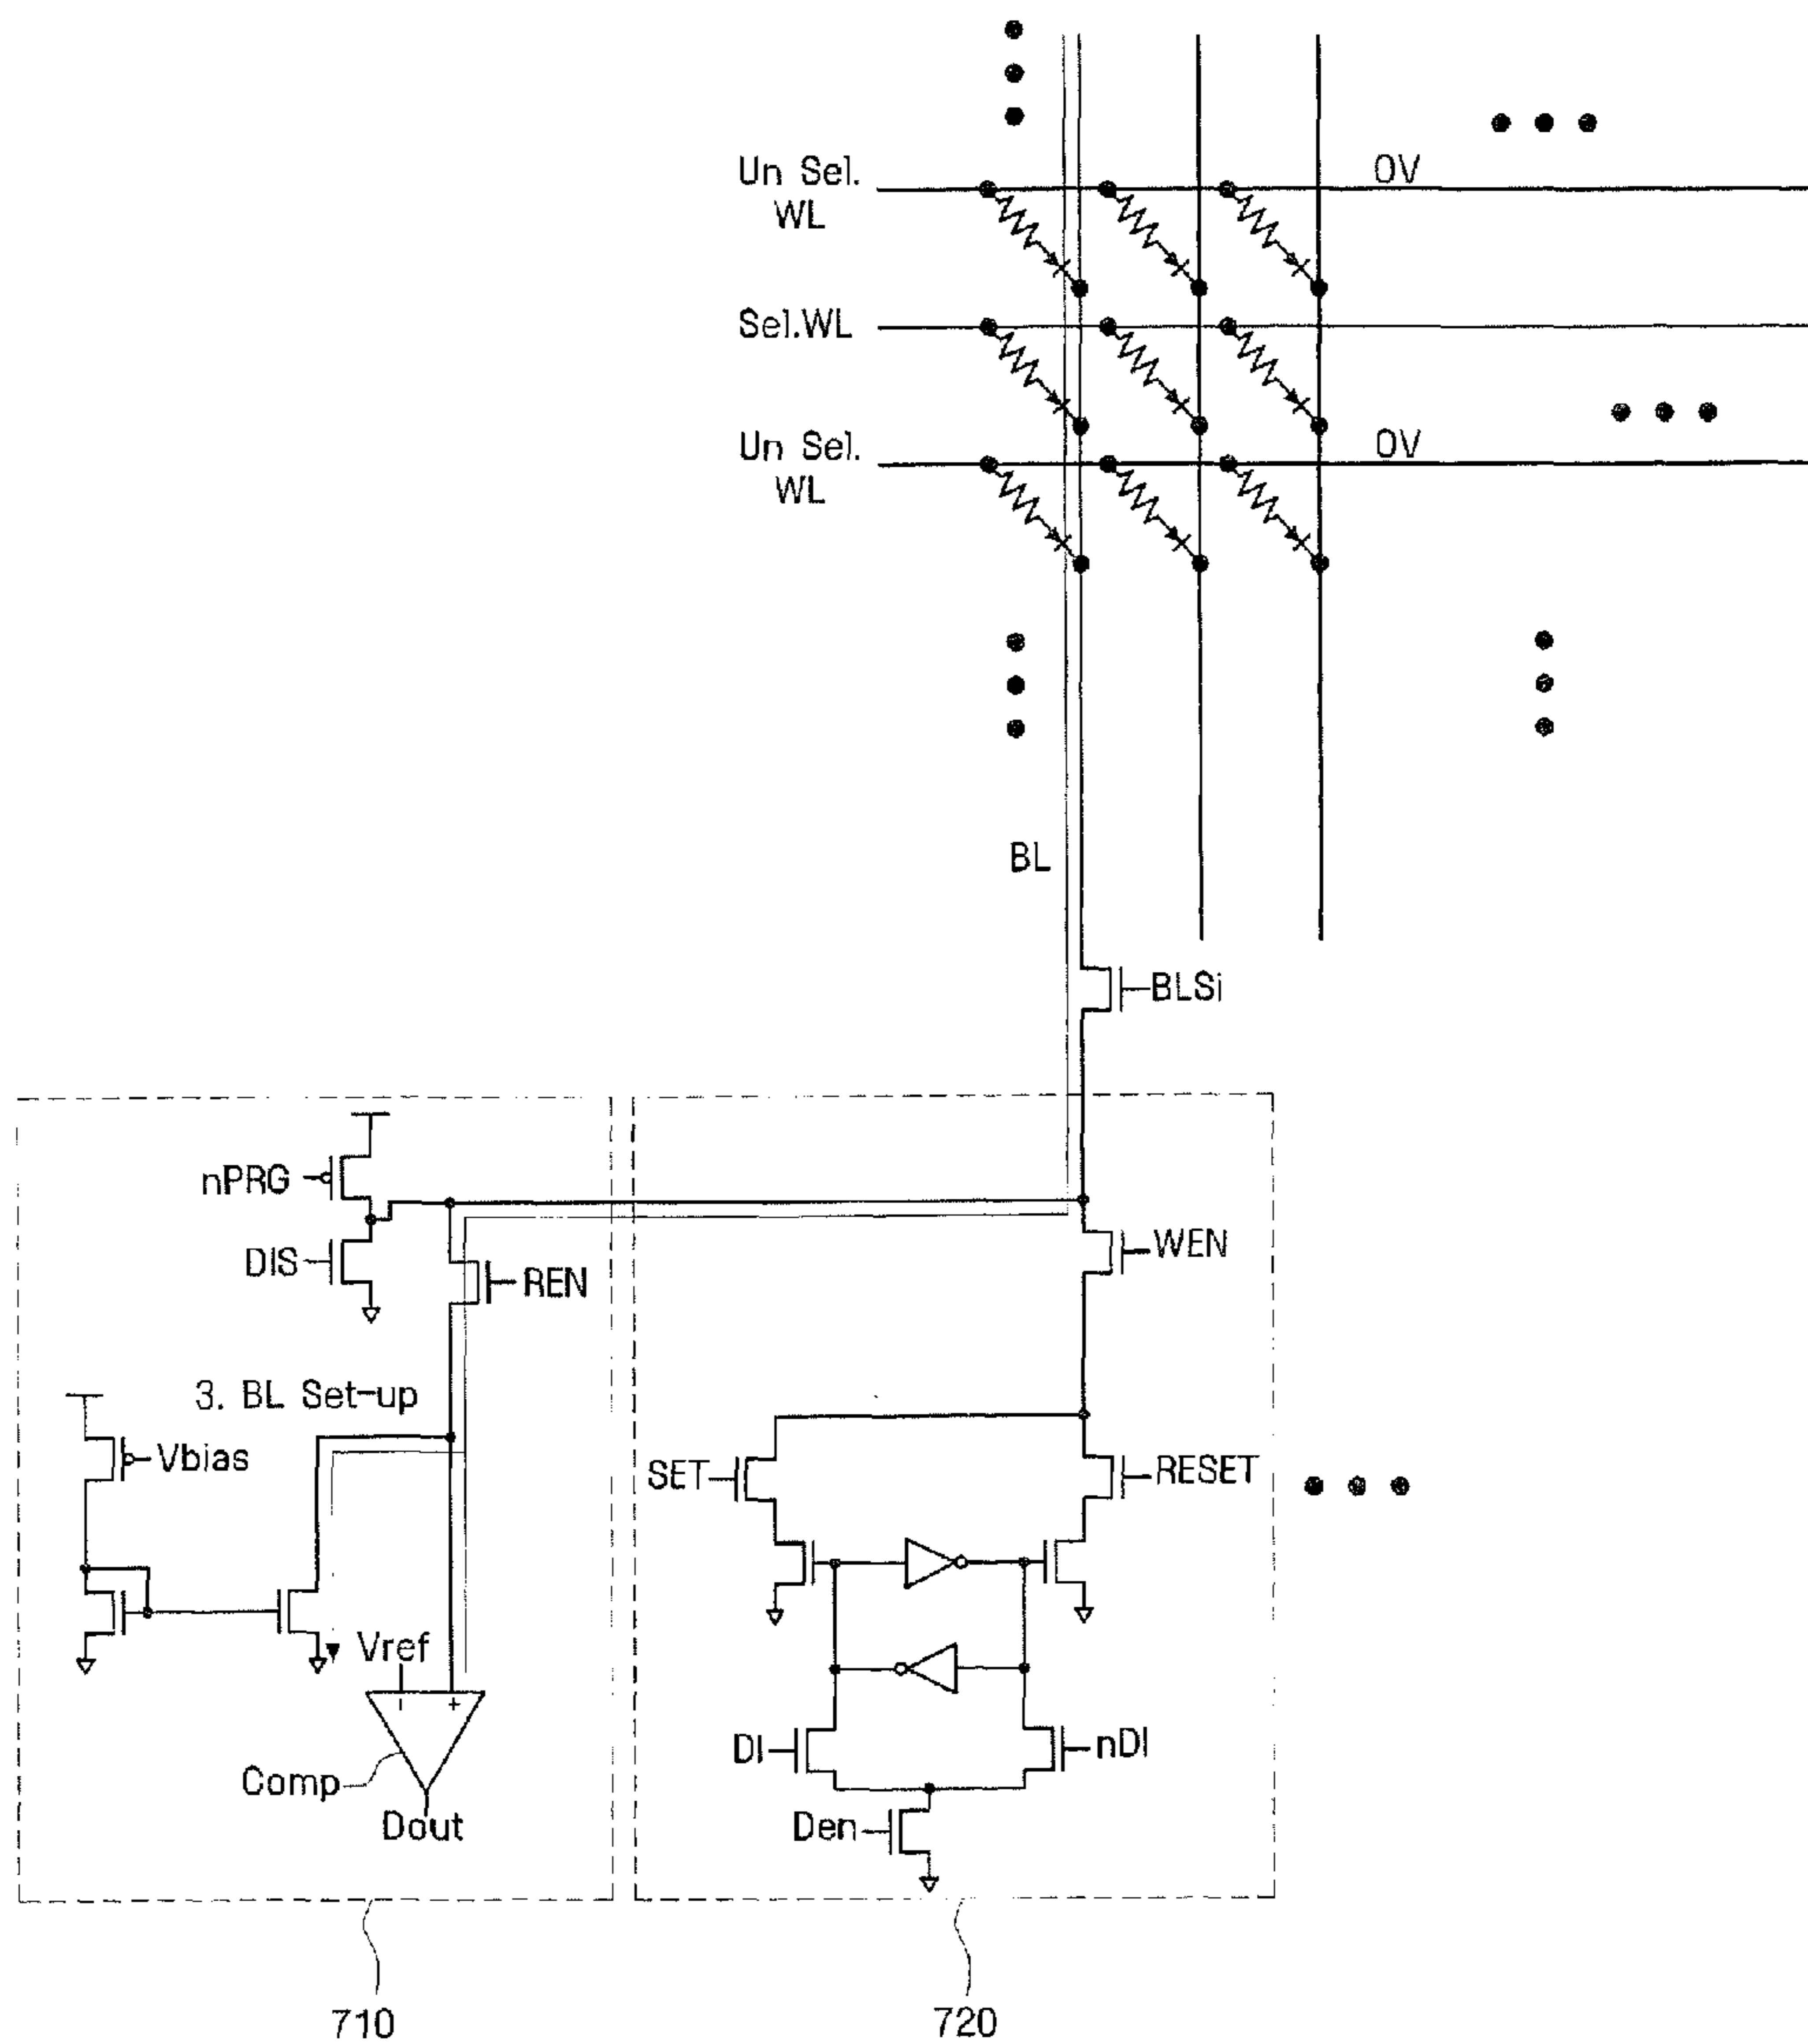 Un Sel.
WL
0V
Sel.WL
Un Sel.
WL
0V
BL
BLSi
nPRG
DIS
REN
WEN
3. BL Set-up
Vbias
SET
RESET
Vref
- +
Comp
Dout
DI
nDI
Den
710
720